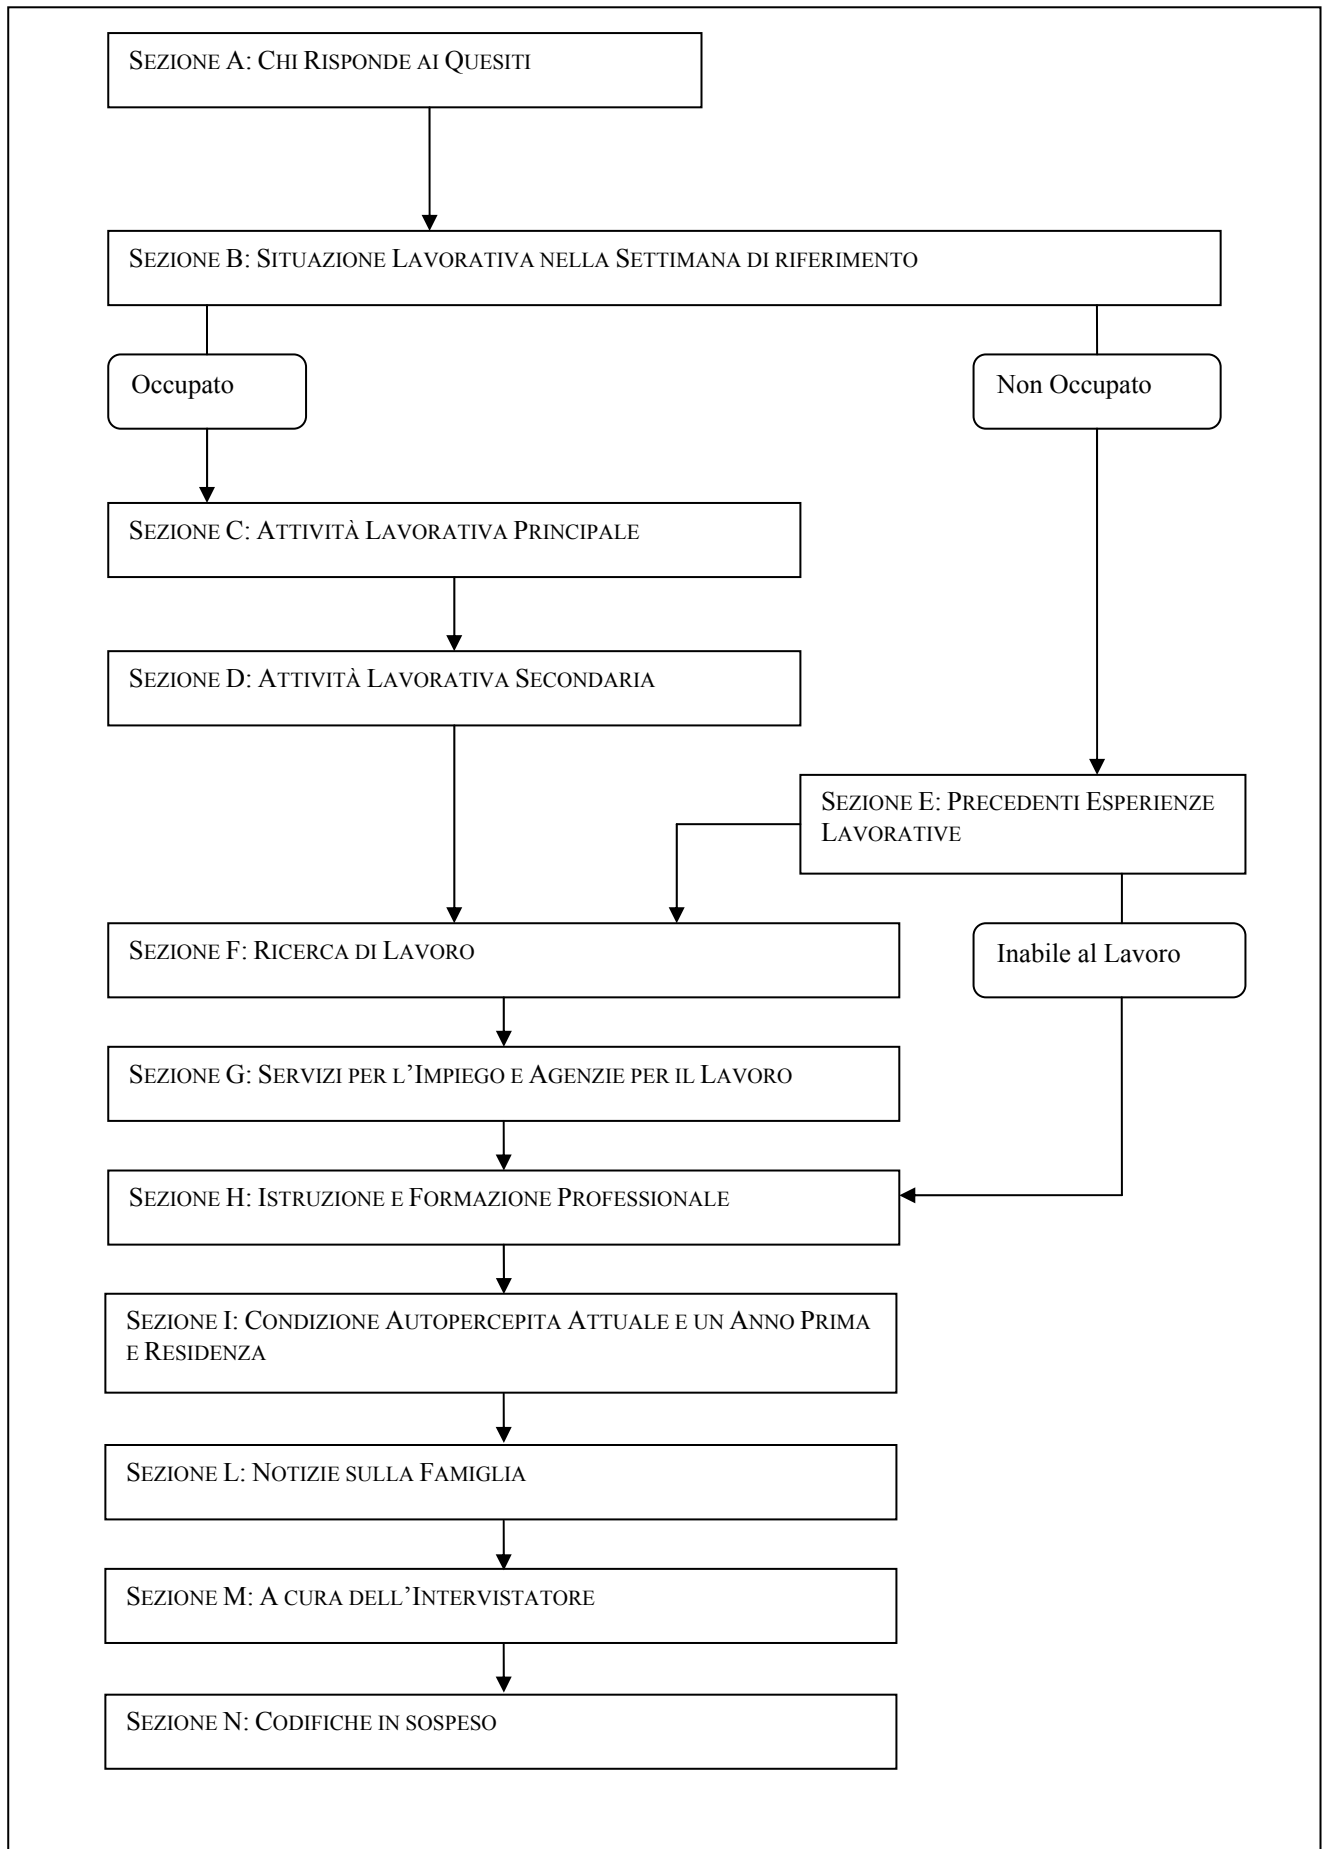 SEZIONE A: CHI RISPONDE AI QUESITI
SEZIONE B: SITUAZIONE LAVORATIVA NELLA SETTIMANA DI RIFERIMENTO
Occupato
Non Occupato
SEZIONE C: ATTIVITÀ LAVORATIVA PRINCIPALE
SEZIONE D: ATTIVITÀ LAVORATIVA SECONDARIA
SEZIONE E: PRECEDENTI ESPERIENZE
LAVORATIVE
SEZIONE F: RICERCA DI LAVORO
Inabile al Lavoro
SEZIONE G: SERVIZI PER L’IMPIEGO E AGENZIE PER IL LAVORO
SEZIONE H: ISTRUZIONE E FORMAZIONE PROFESSIONALE
SEZIONE I: CONDIZIONE AUTOPERCEPITA ATTUALE E UN ANNO PRIMA
E RESIDENZA
SEZIONE L: NOTIZIE SULLA FAMIGLIA
SEZIONE M: A CURA DELL’INTERVISTATORE
SEZIONE N: CODIFICHE IN SOSPESO